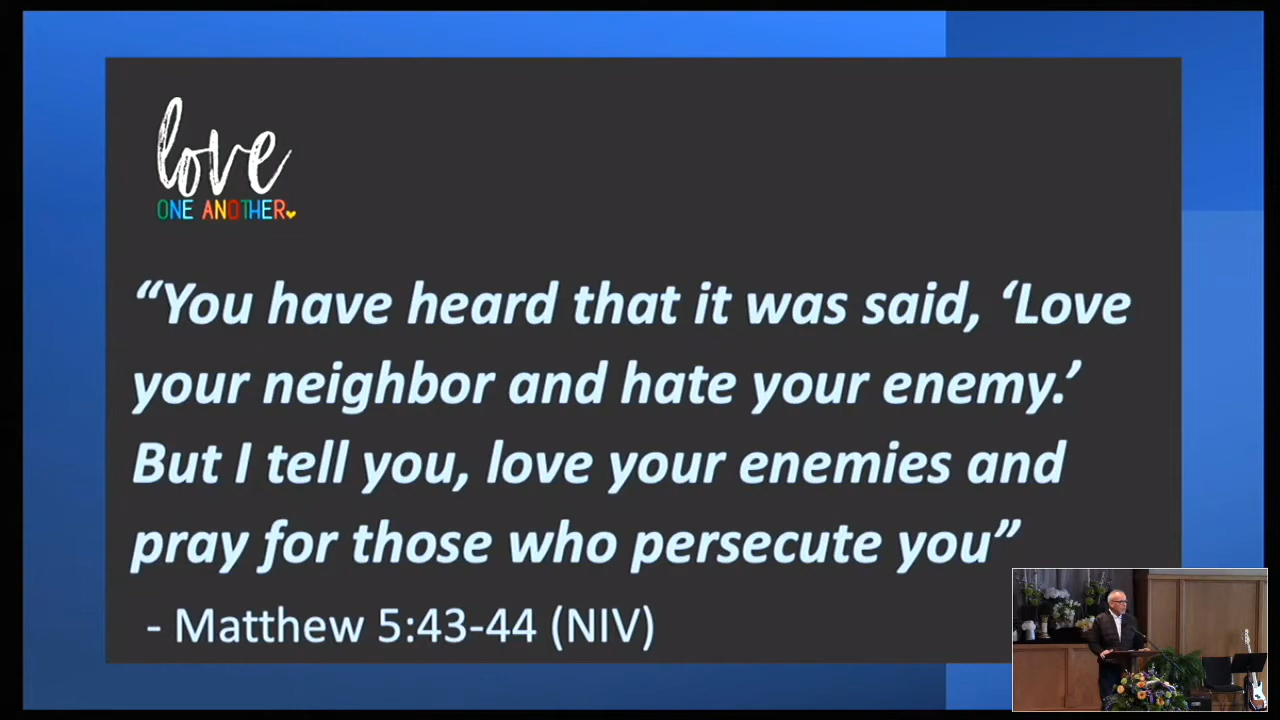 love
ONE ANOTHER
“You have heard that it was said, ‘Love
your neighbor and hate your enemy.’
But I tell you, love your enemies and
pray for those who persecute you”
- Matthew 5:43-44 (NIV)